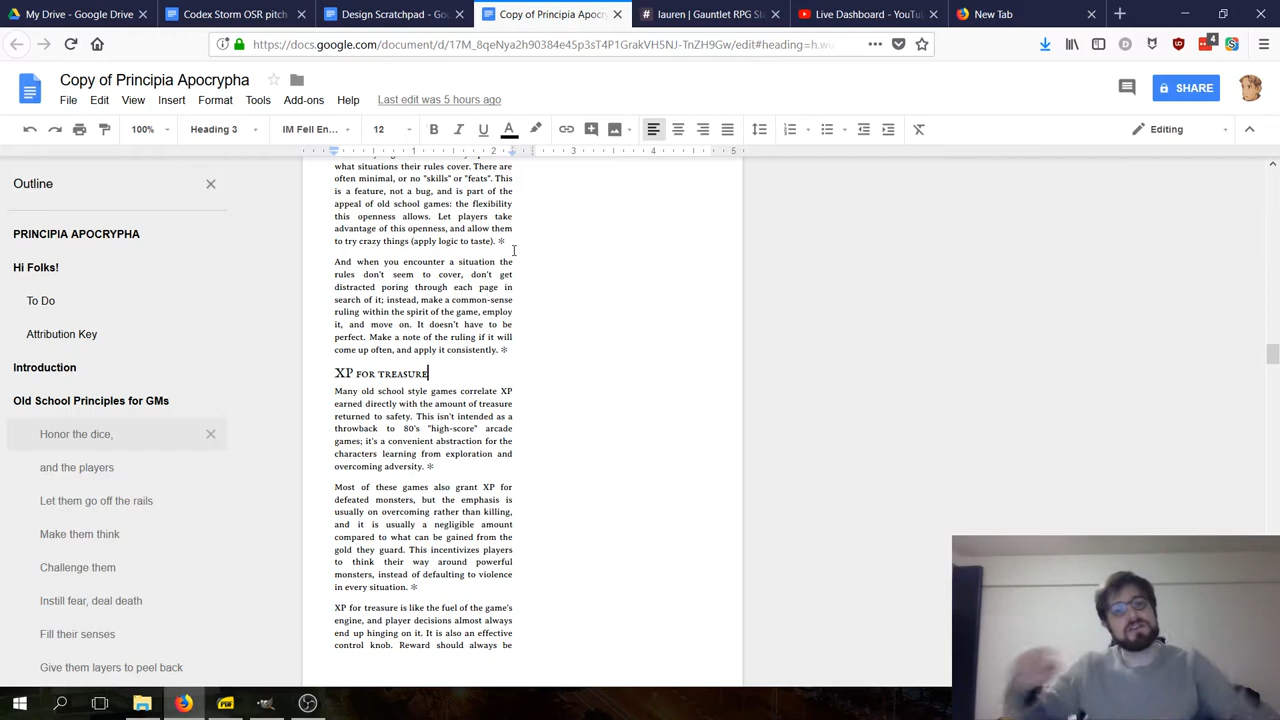 My Drive - Google Drive
Codex Storm OSR pitch
Design Scratchpad - Goo
Copy of Principia Apocryp
lauren | Gauntlet RPG Sl
Live Dashboard - YouTu
New Tab
https://docs.google.com/document/d/17M_8qeNya2h90384e45p3sT4P1GrakVH5NJ-TnZH9Gw/edit#heading=h.w
4
Copy of Principia Apocrypha
File Edit View Insert Format Tools Add-ons Help Last edit was 5 hours ago
SHARE
100% Heading 3 IM Fell En... 12
Editing
1 2 3 4 5
Outline
PRINCIPIA APOCRYPHA
Hi Folks!
To Do
Attribution Key
Introduction
Old School Principles for GMs
Honor the dice,
and the players
Let them go off the rails
Make them think
Challenge them
Instill fear, deal death
Fill their senses
Give them layers to peel back
what situations their rules cover. There are
often minimal, or no "skills" or "feats". This
is a feature, not a bug, and is part of the
appeal of old school games: the flexibility
this openness allows. Let players take
advantage of this openness, and allow them
to try crazy things (apply logic to taste). ✻
And when you encounter a situation the
rules don't seem to cover, don't get
distracted poring through each page in
search of it; instead, make a common-sense
ruling within the spirit of the game, employ
it, and move on. It doesn't have to be
perfect. Make a note of the ruling if it will
come up often, and apply it consistently. ✻
XP FOR TREASURE
Many old school style games correlate XP
earned directly with the amount of treasure
returned to safety. This isn't intended as a
throwback to 80's "high-score" arcade
games; it's a convenient abstraction for the
characters learning from exploration and
overcoming adversity. ✻
Most of these games also grant XP for
defeated monsters, but the emphasis is
usually on overcoming rather than killing,
and it is usually a negligible amount
compared to what can be gained from the
gold they guard. This incentivizes players
to think their way around powerful
monsters, instead of defaulting to violence
in every situation. ✻
XP for treasure is like the fuel of the game's
engine, and player decisions almost always
end up hinging on it. It is also an effective
control knob. Reward should always be